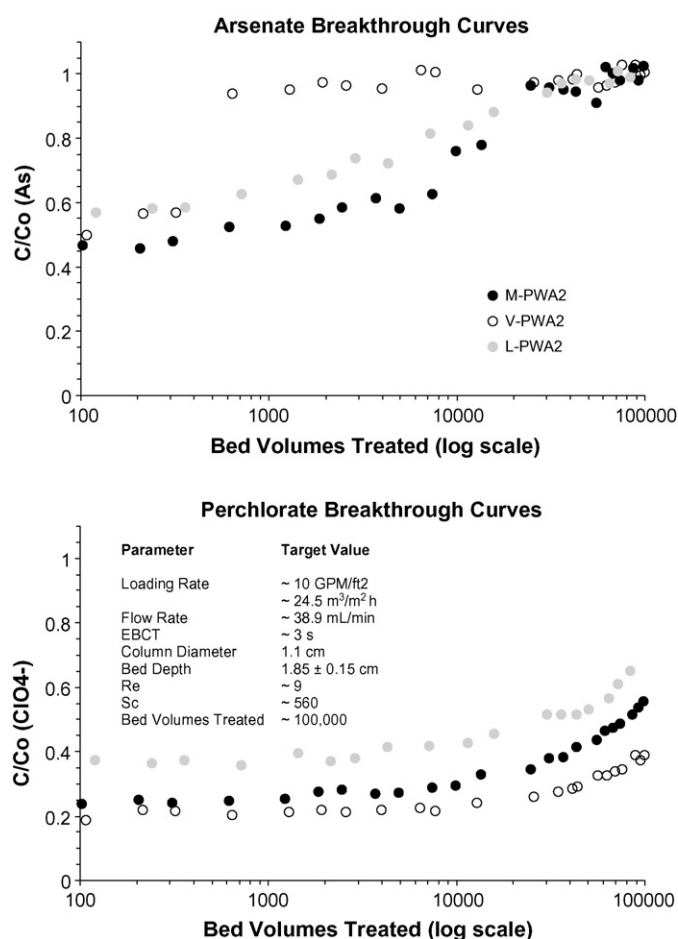 Arsenate Breakthrough Curves
1
0.8
0.6
0.4
0.2
0
C/Co (As)
M-PWA2
V-PWA2
L-PWA2
100 1000 10000 100000
Bed Volumes Treated (log scale)
Perchlorate Breakthrough Curves
1
0.8
0.6
0.4
0.2
0
C/Co (ClO4-)
Parameter Target Value
Loading Rate ~ 10 GPM/ft2
~ 24.5 m³/m² h
Flow Rate ~ 38.9 mL/min
EBCT ~ 3 s
Column Diameter 1.1 cm
Bed Depth 1.85 ± 0.15 cm
Re ~ 9
Sc ~ 560
Bed Volumes Treated ~ 100,000
100 1000 10000 100000
Bed Volumes Treated (log scale)